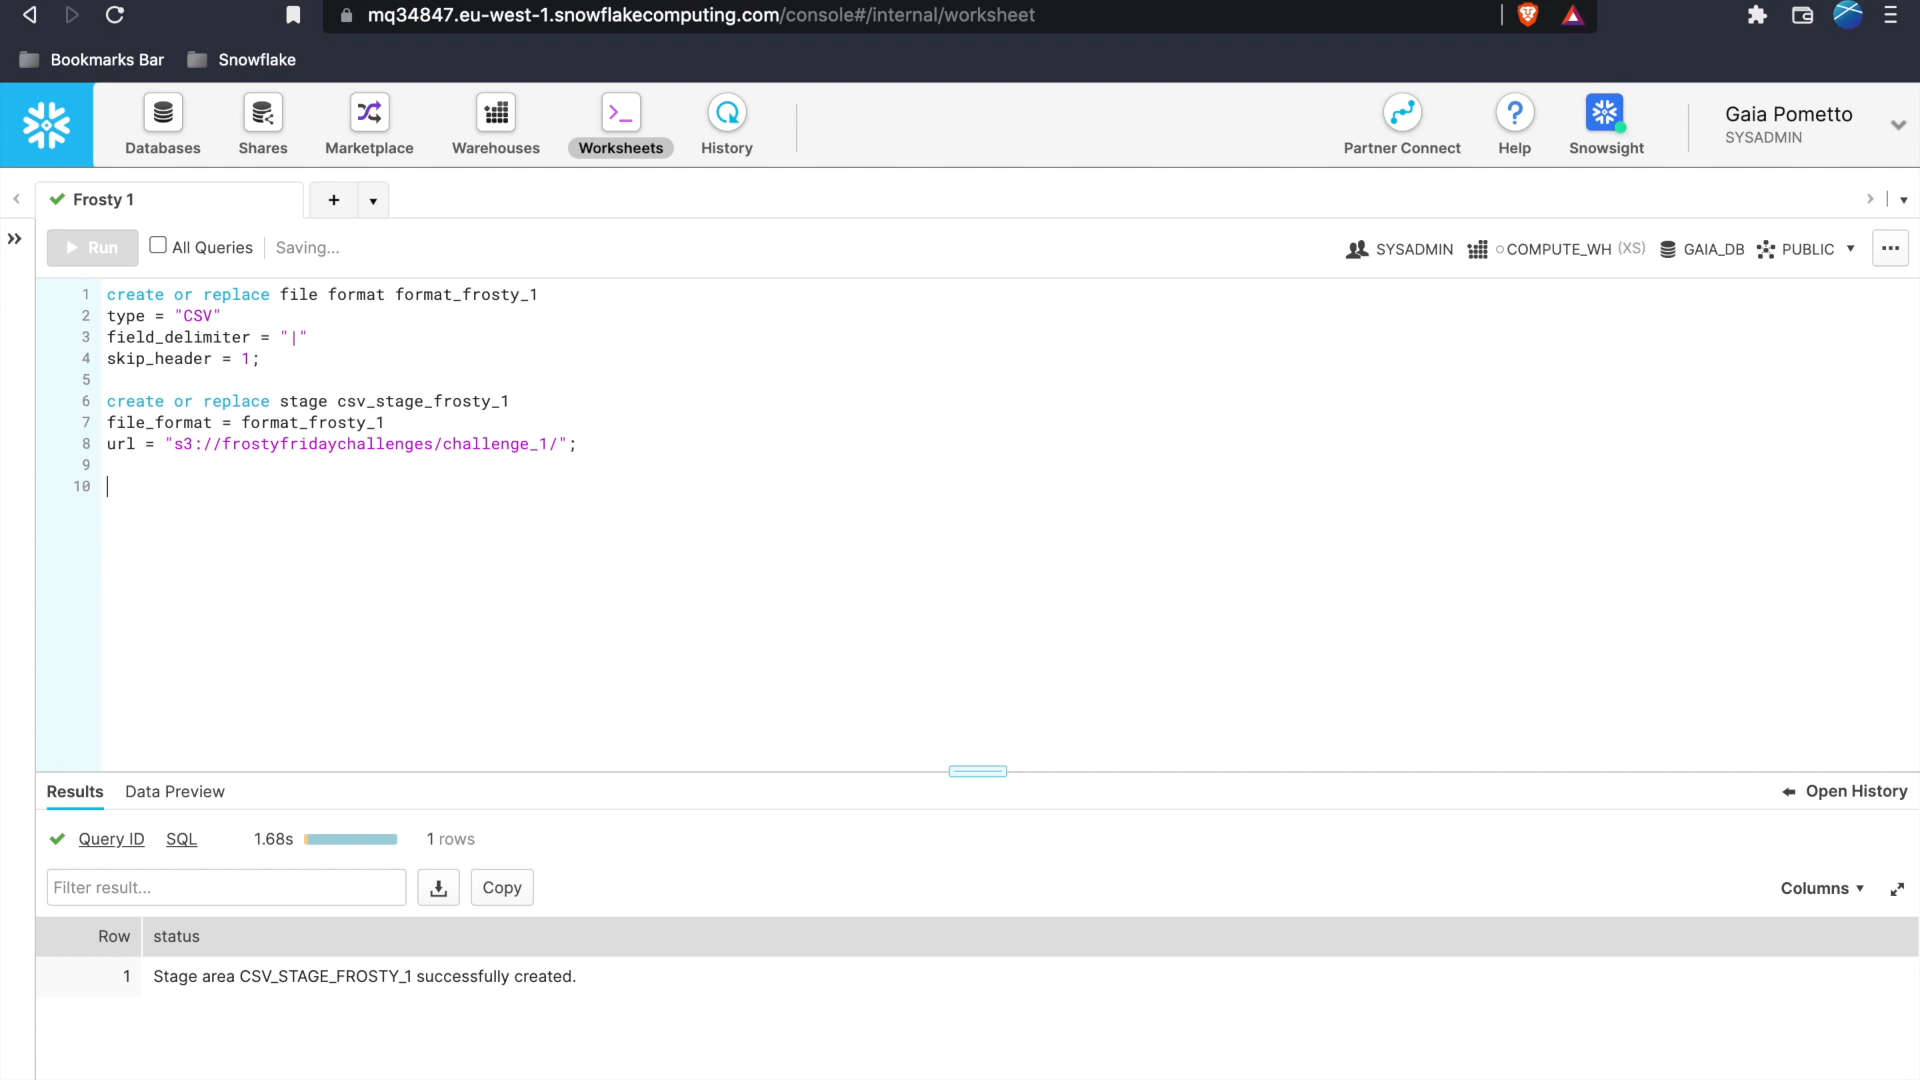 mq34847.eu-west-1.snowflakecomputing.com/console#/internal/worksheet
Bookmarks Bar Snowflake
Databases Shares Marketplace Warehouses Worksheets History Partner Connect Help Snowsight
Gaia Pometto
SYSADMIN
Frosty 1
Run All Queries Saving... SYSADMIN COMPUTE_WH (XS) GAIA_DB PUBLIC
1 create or replace file format format_frosty_1
2 type = "CSV"
3 field_delimiter = "|"
4 skip_header = 1;
5
6 create or replace stage csv_stage_frosty_1
7 file_format = format_frosty_1
8 url = "s3://frostyfridaychallenges/challenge_1/";
9
10
Results Data Preview Open History
Query ID SQL 1.68s 1 rows
Filter result... Copy Columns
Row status
1 Stage area CSV_STAGE_FROSTY_1 successfully created.